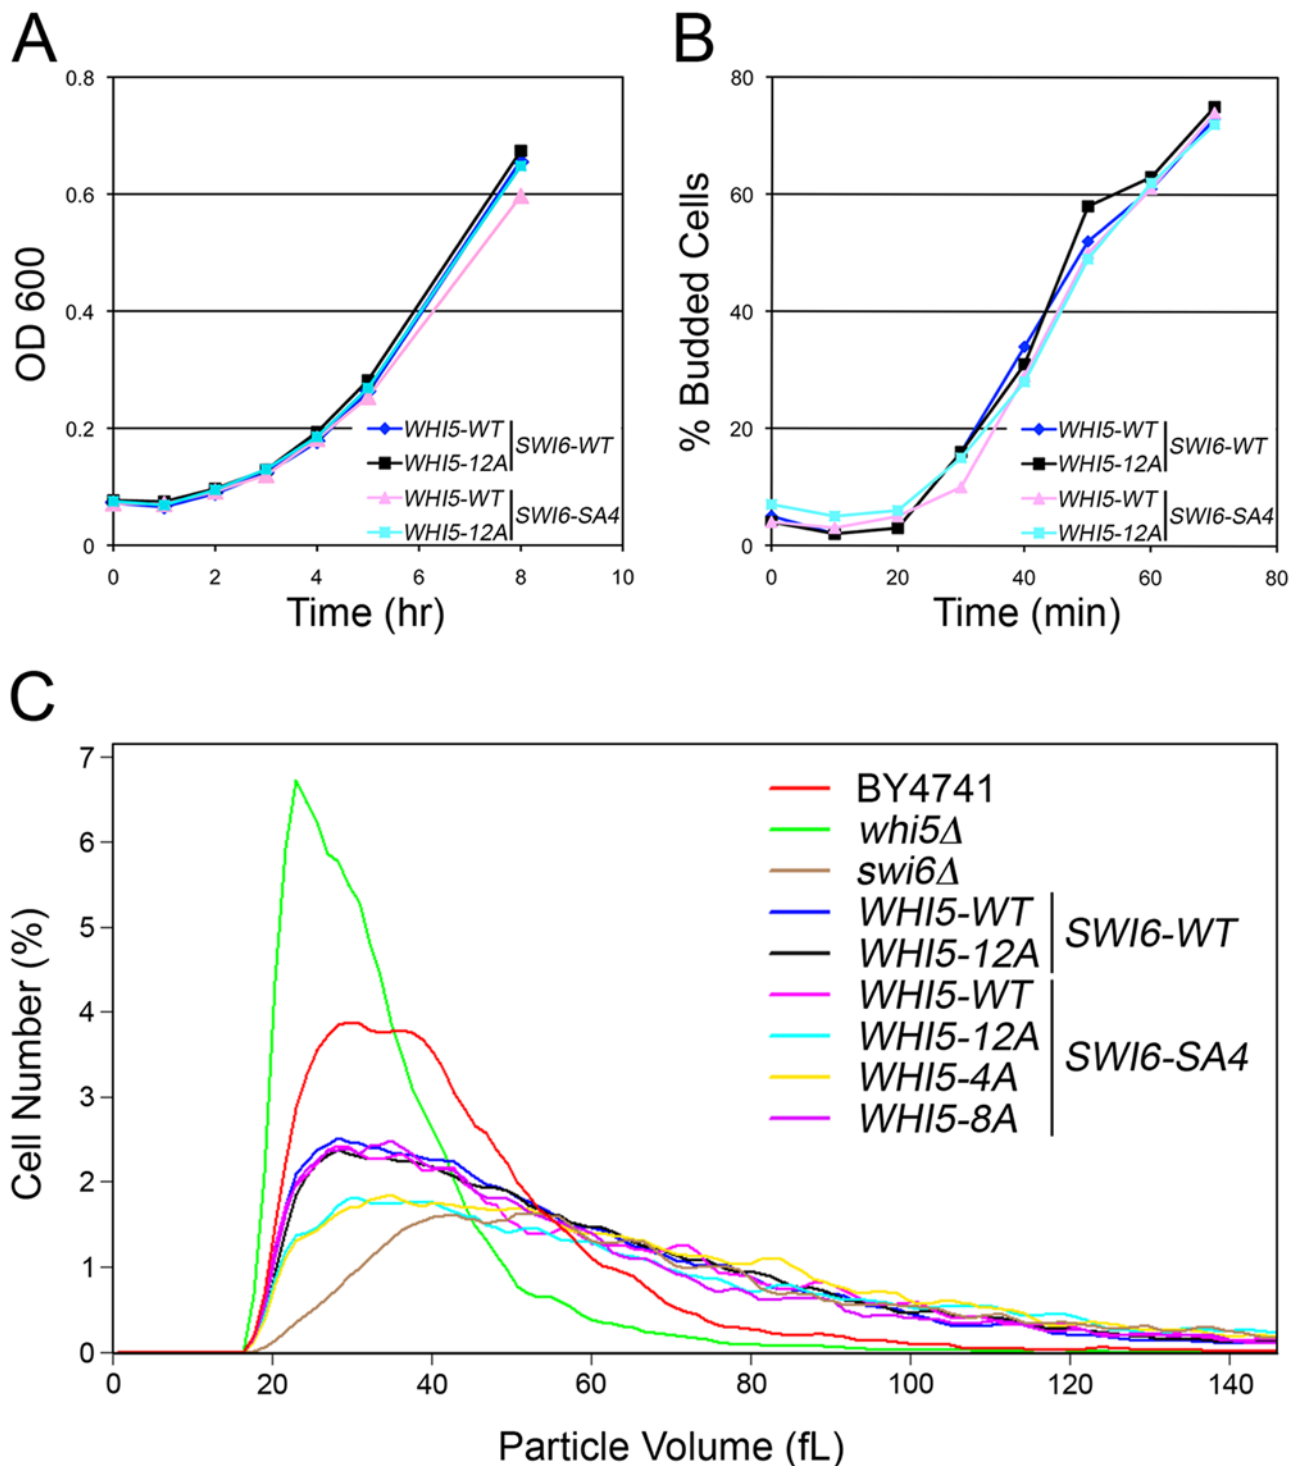 A
0.8
0.6
0.4
0.2
0
OD 600
0 2 4 6 8 10
Time (hr)
WHI5-WT
WHI5-12A
SWI6-WT
WHI5-WT
WHI5-12A
SWI6-SA4
B
80
60
40
20
0
% Budded Cells
0 20 40 60 80
Time (min)
WHI5-WT
WHI5-12A
SWI6-WT
WHI5-WT
WHI5-12A
SWI6-SA4
C
7
6
5
4
3
2
1
0
Cell Number (%)
BY4741
whi5Δ
swi6Δ
WHI5-WT
WHI5-12A
SWI6-WT
WHI5-WT
WHI5-12A
WHI5-4A
WHI5-8A
SWI6-SA4
0 20 40 60 80 100 120 140
Particle Volume (fL)